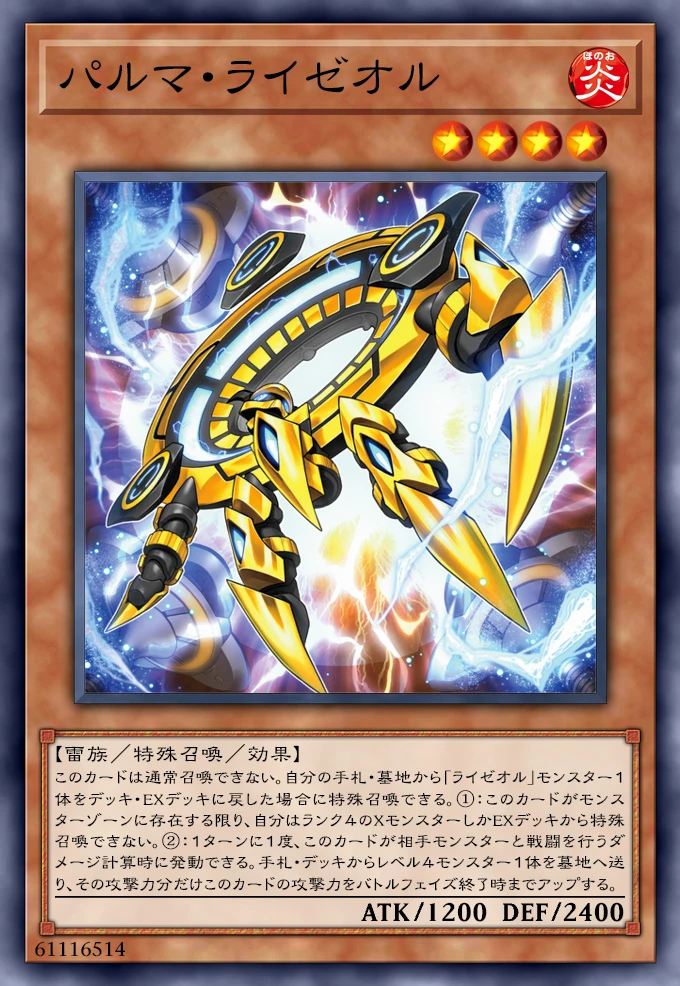 パルマ・ライゼオル
ほのお
炎
【雷族／特殊召喚／効果】
このカードは通常召喚できない。自分の手札・墓地から「ライゼオル」モンスター１
体をデッキ・EXデッキに戻した場合に特殊召喚できる。①：このカードがモンス
ターゾーンに存在する限り、自分はランク４のXモンスターしかEXデッキから特殊
召喚できない。②：１ターンに１度、このカードが相手モンスターと戦闘を行うダ
メージ計算時に発動できる。手札・デッキからレベル４モンスター１体を墓地へ送
り、その攻撃力分だけこのカードの攻撃力をバトルフェイズ終了時までアップする。
ATK/1200 DEF/2400
61116514